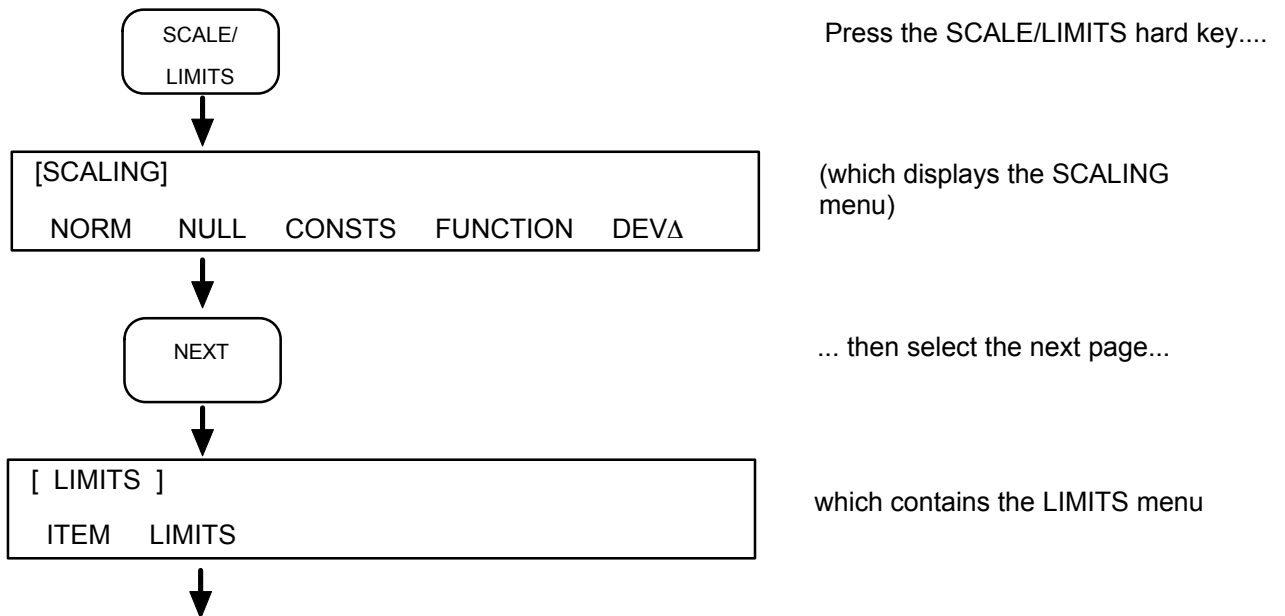 SCALE/
LIMITS
Press the SCALE/LIMITS hard key....
[SCALING]
NORM NULL CONSTS FUNCTION DEV∆
(which displays the SCALING
menu)
NEXT
... then select the next page...
[ LIMITS ]
ITEM LIMITS
which contains the LIMITS menu